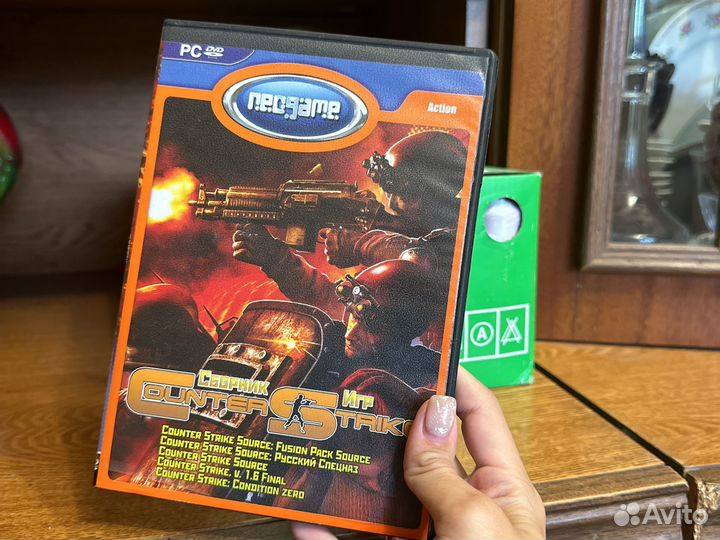 PC DVD
neogame
Action
Сборник Игр
Counter Strike
Counter Strike Source: Fusion Pack Source
Counter Strike Source: Русский Спецназ
Counter Strike Source
Counter Strike. v. 1.6 Final
Counter Strike: Condition zero
A
Avito